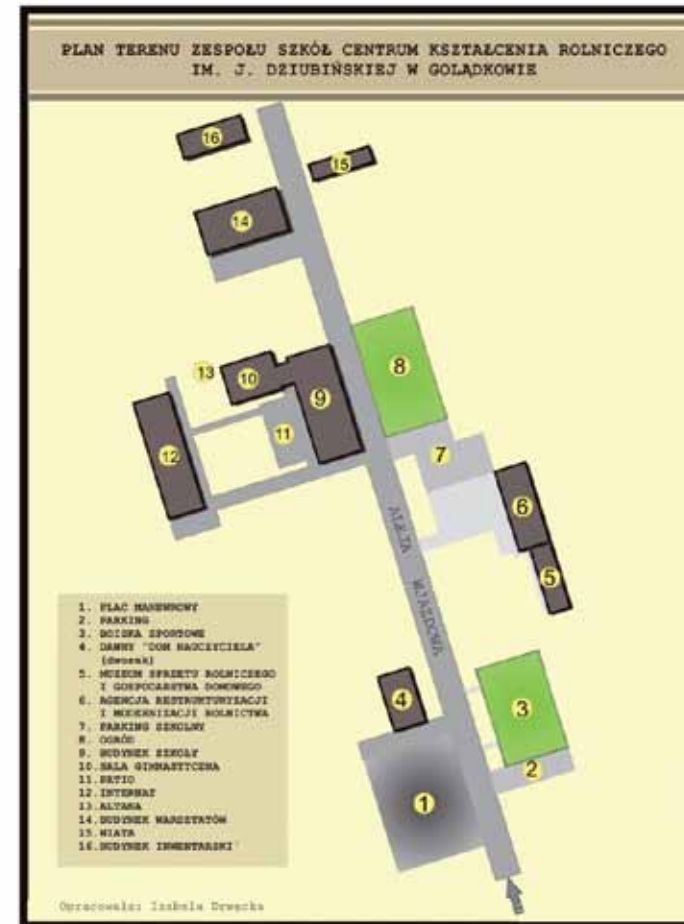 PLAN TERENU ZESPOŁU SZKÓŁ CENTRUM KSZTAŁCENIA ROLNICZEGO
IM. J. DZIUBIŃSKIEJ W GOLĄDKOWIE
16
15
14
8
13
10
9
11
7
12
6
ALEJA WJAZDOWA
5
4
3
2
1
1. PLAC MANEWROWY
2. PARKING
3. BOISKA SPORTOWE
4. DAWNY "DOM NAUCZYCIELA"
(dworek)
5. MUZEUM SPRZĘTU ROLNICZEGO
I GOSPODARSTWA DOMOWEGO
6. AGENCJA RESTRUKTURYZACJI
I MODERNIZACJI ROLNICTWA
7. PARKING SZKOLNY
8. OGRÓD
9. BUDYNEK SZKOŁY
10. SALA GIMNASTYCZNA
11. PATIO
12. INTERNAT
13. ALTANA
14. BUDYNEK WARSZTATÓW
15. WIATA
16. BUDYNEK INWENTARSKI
Opracowała: Izabela Drwęcka